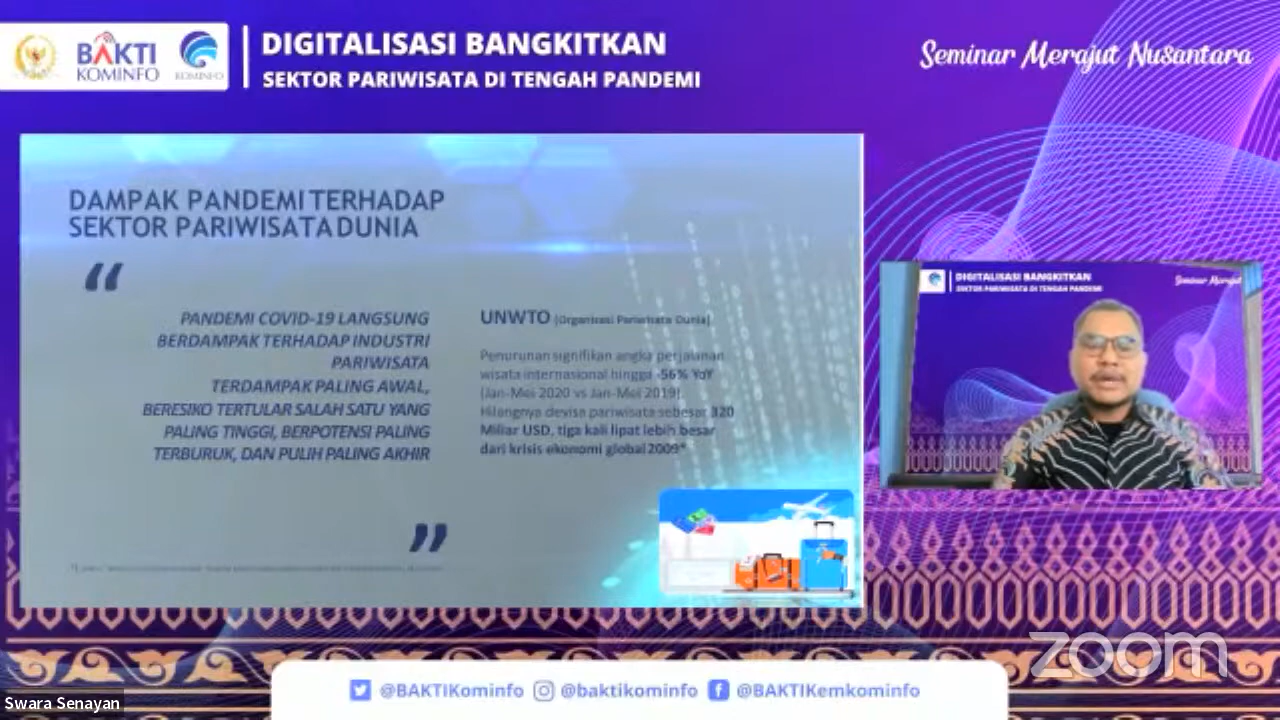 BAKTI
KOMINFO
KOMINFO
DIGITALISASI BANGKITKAN
SEKTOR PARIWISATA DI TENGAH PANDEMI
Seminar Merajut Nusantara
DAMPAK PANDEMI TERHADAP
SEKTOR PARIWISATA DUNIA
“
PANDEMI COVID-19 LANGSUNG
BERDAMPAK TERHADAP INDUSTRI
PARIWISATA
TERDAMPAK PALING AWAL,
BERESIKO TERTULAR SALAH SATU YANG
PALING TINGGI, BERPOTENSI PALING
TERBURUK, DAN PULIH PALING AKHIR
”
UNWTO (Organisasi Pariwisata Dunia)
Penurunan signifikan angka perjalanan
wisata internasional hingga -56% YoY
(Jan-Mei 2020 vs Jan-Mei 2019).
Hilangnya devisa pariwisata sebesar 320
Miliar USD, tiga kali lipat lebih besar
dari krisis ekonomi global 2009*
DIGITALISASI BANGKITKAN
SEKTOR PARIWISATA DI TENGAH PANDEMI
Seminar Merajut
zoom
@BAKTIKominfo @baktikominfo @BAKTIKemkominfo
Swara Senayan